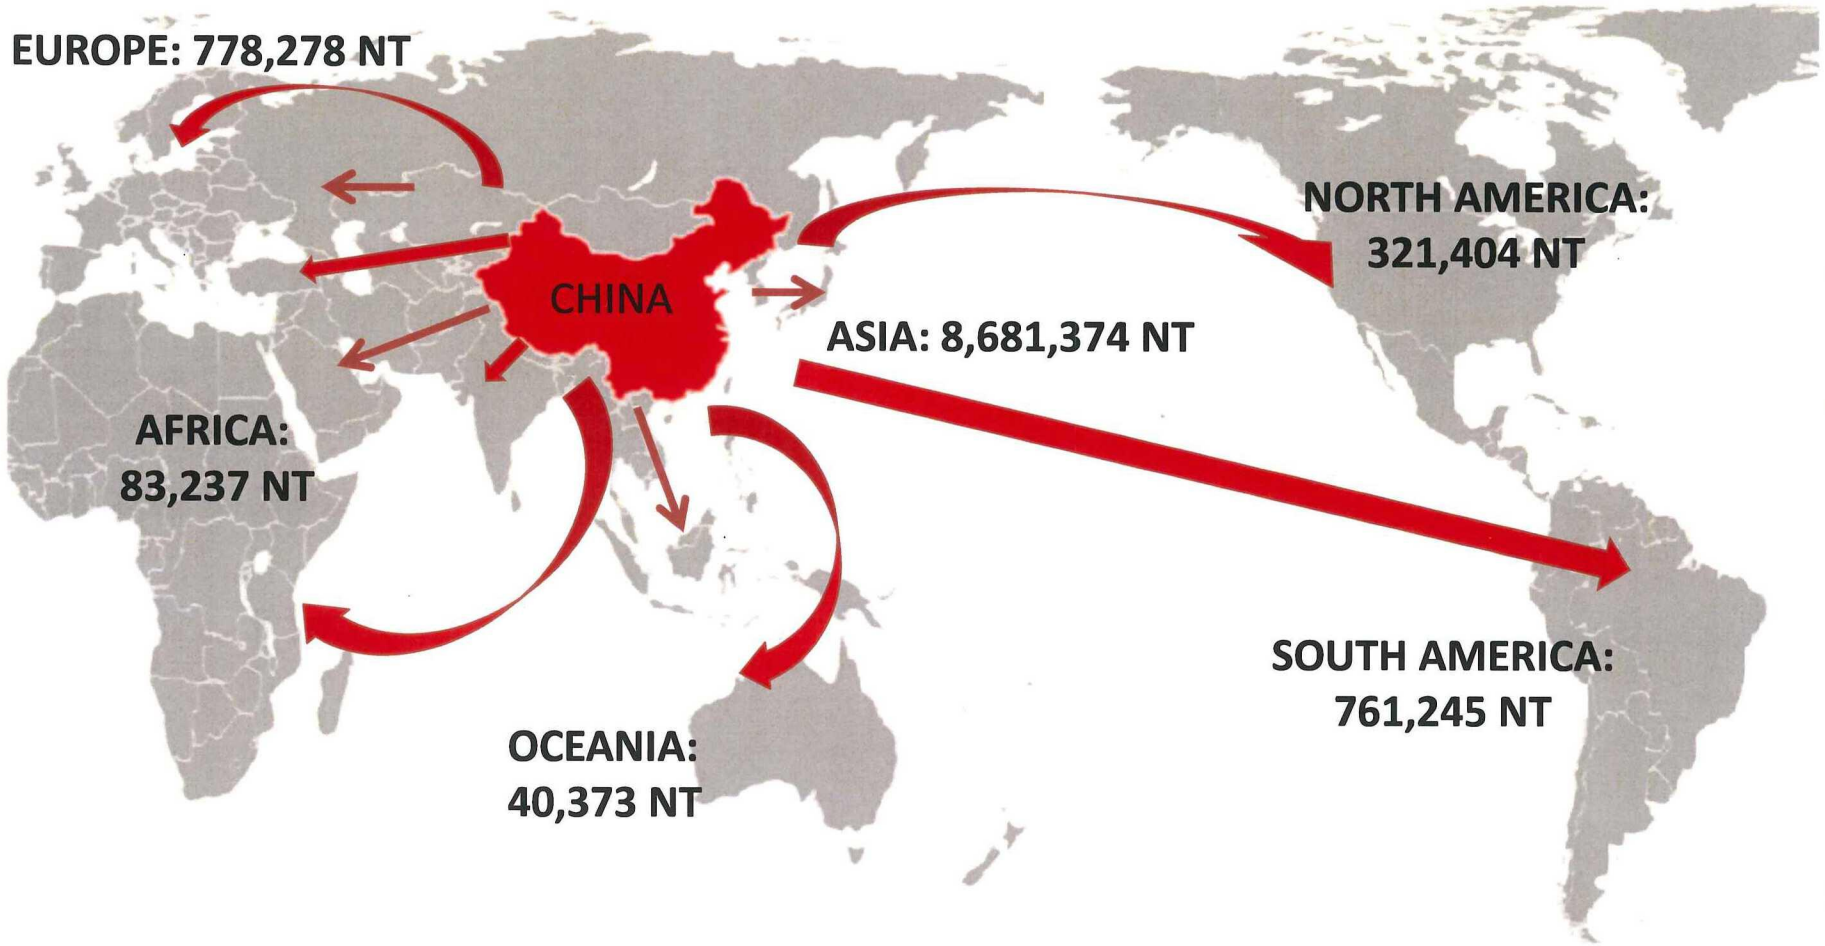 EUROPE: 778,278 NT
NORTH AMERICA:
321,404 NT
CHINA
ASIA: 8,681,374 NT
AFRICA:
83,237 NT
SOUTH AMERICA:
761,245 NT
OCEANIA:
40,373 NT